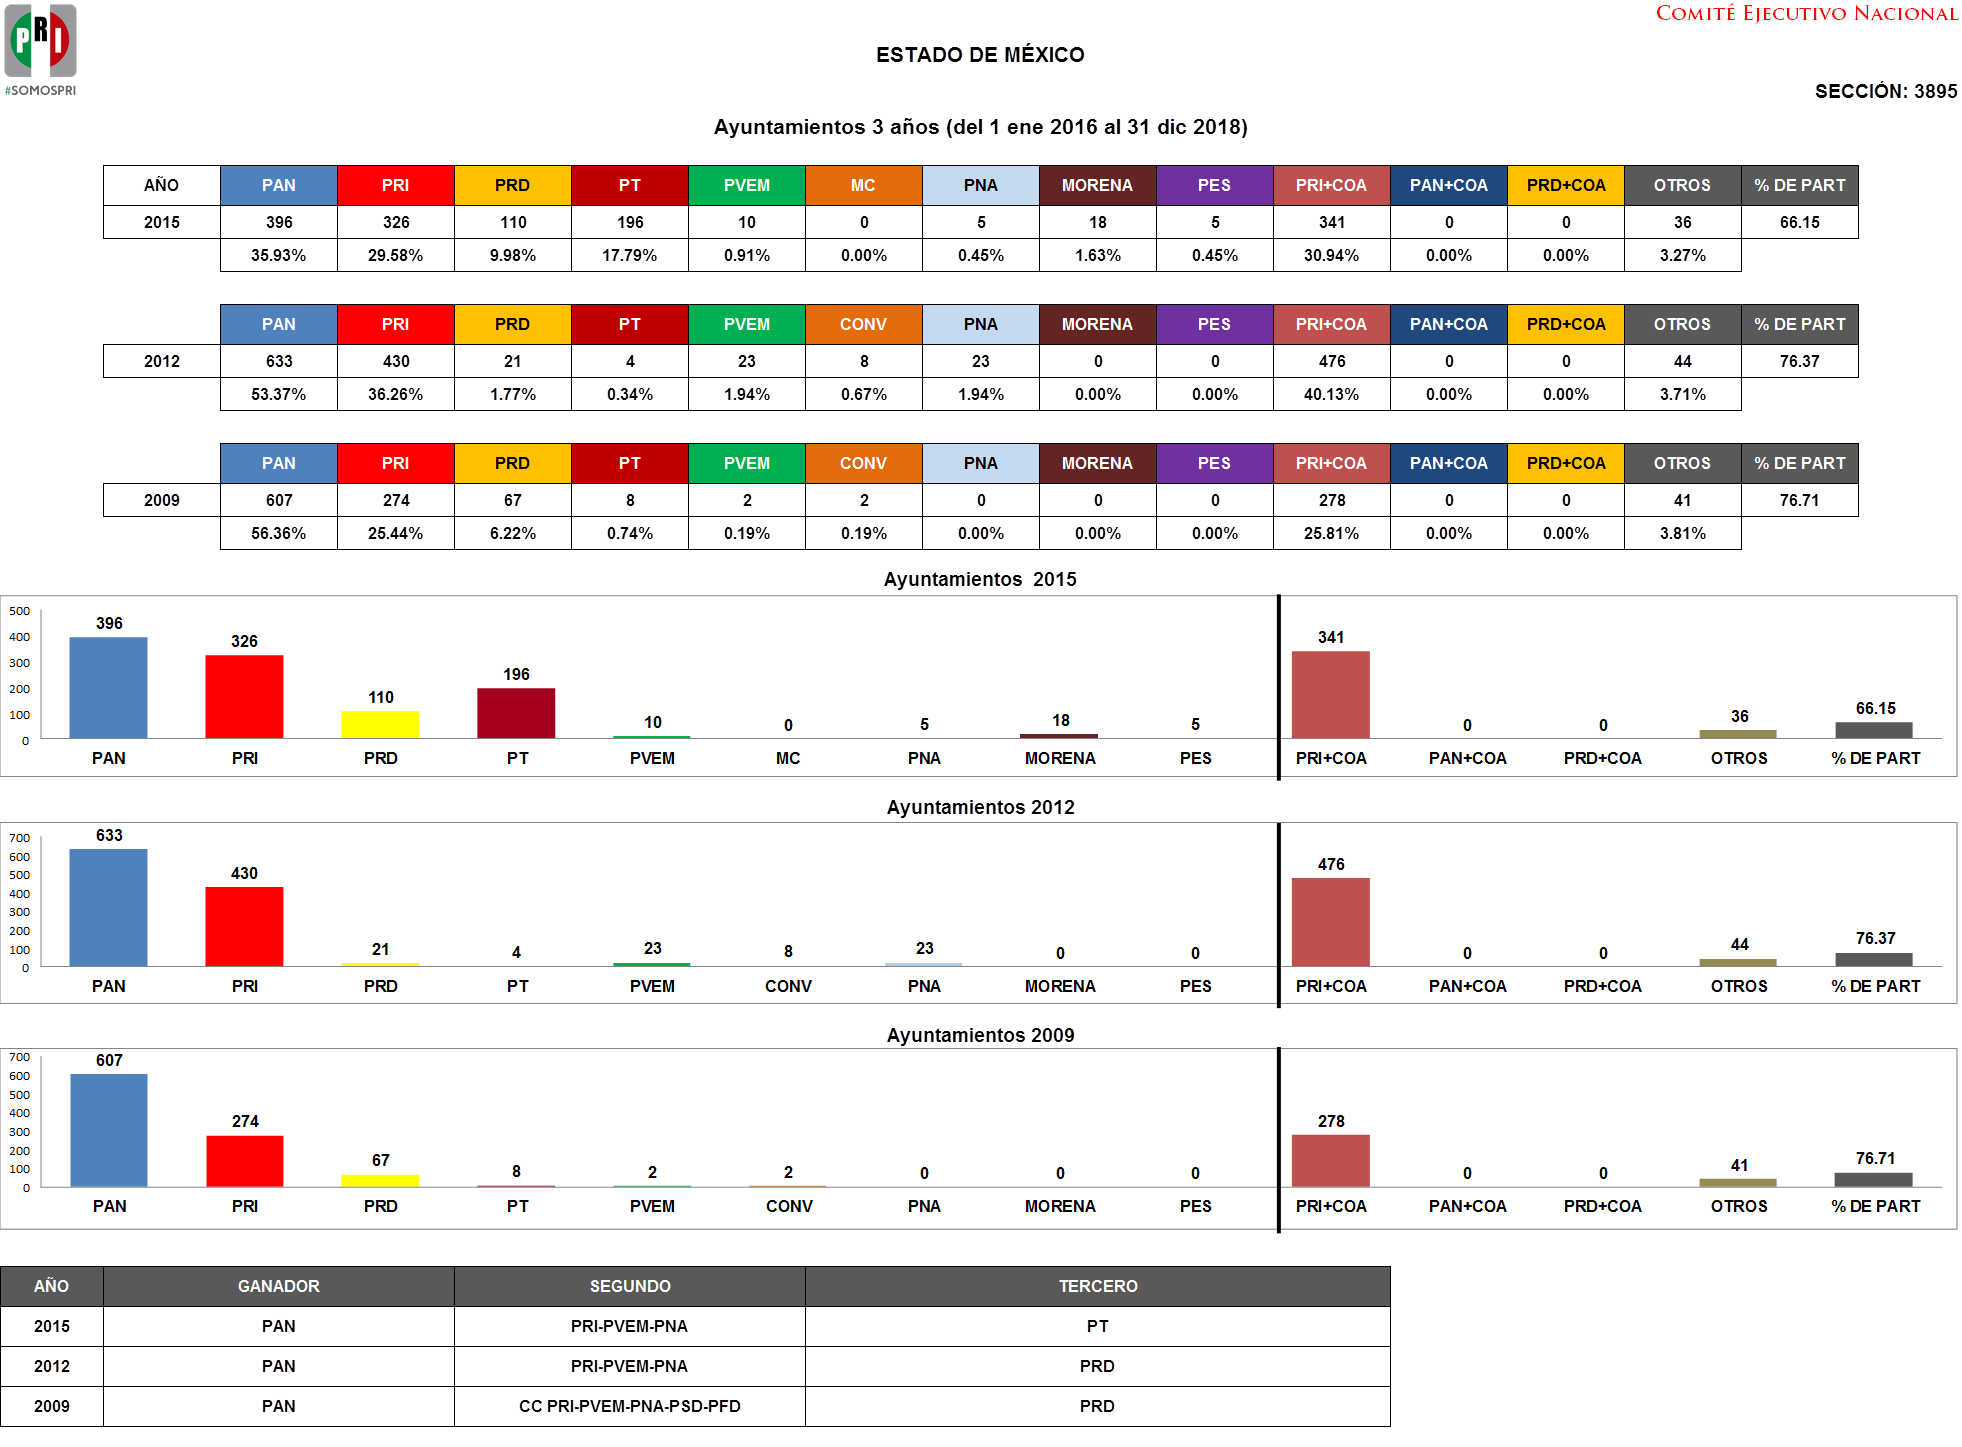 PRI
#SOMOSPRI
COMITÉ EJECUTIVO NACIONAL
ESTADO DE MÉXICO
SECCIÓN: 3895
Ayuntamientos 3 años (del 1 ene 2016 al 31 dic 2018)
AÑO PAN PRI PRD PT PVEM MC PNA MORENA PES PRI+COA PAN+COA PRD+COA OTROS % DE PART
2015 396 326 110 196 10 0 5 18 5 341 0 0 36 66.15
35.93% 29.58% 9.98% 17.79% 0.91% 0.00% 0.45% 1.63% 0.45% 30.94% 0.00% 0.00% 3.27%
PAN PRI PRD PT PVEM CONV PNA MORENA PES PRI+COA PAN+COA PRD+COA OTROS % DE PART
2012 633 430 21 4 23 8 23 0 0 476 0 0 44 76.37
53.37% 36.26% 1.77% 0.34% 1.94% 0.67% 1.94% 0.00% 0.00% 40.13% 0.00% 0.00% 3.71%
PAN PRI PRD PT PVEM CONV PNA MORENA PES PRI+COA PAN+COA PRD+COA OTROS % DE PART
2009 607 274 67 8 2 2 0 0 0 278 0 0 41 76.71
56.36% 25.44% 6.22% 0.74% 0.19% 0.19% 0.00% 0.00% 0.00% 25.81% 0.00% 0.00% 3.81%
Ayuntamientos 2015
500
400
300
200
100
0
396 326 110 196 10 0 5 18 5 341 0 0 36 66.15
PAN PRI PRD PT PVEM MC PNA MORENA PES PRI+COA PAN+COA PRD+COA OTROS % DE PART
Ayuntamientos 2012
700
600
500
400
300
200
100
0
633 430 21 4 23 8 23 0 0 476 0 0 44 76.37
PAN PRI PRD PT PVEM CONV PNA MORENA PES PRI+COA PAN+COA PRD+COA OTROS % DE PART
Ayuntamientos 2009
700
600
500
400
300
200
100
0
607 274 67 8 2 2 0 0 0 278 0 0 41 76.71
PAN PRI PRD PT PVEM CONV PNA MORENA PES PRI+COA PAN+COA PRD+COA OTROS % DE PART
AÑO GANADOR SEGUNDO TERCERO
2015 PAN PRI-PVEM-PNA PT
2012 PAN PRI-PVEM-PNA PRD
2009 PAN CC PRI-PVEM-PNA-PSD-PFD PRD